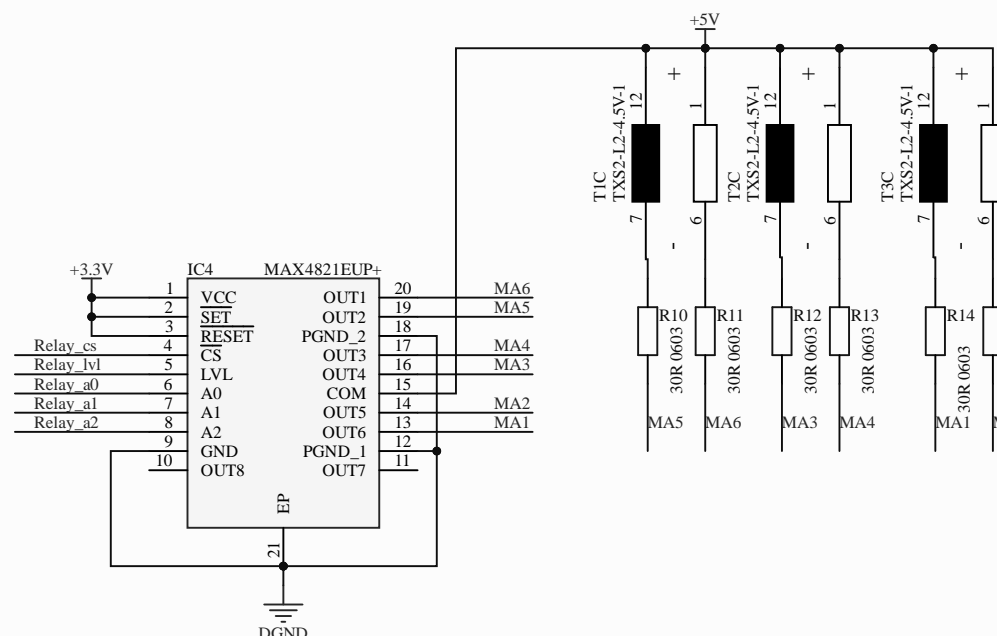 +5V
+ + +
12 1 12 1 12 1
T1C TXS2-L2-4.5V-1
T2C TXS2-L2-4.5V-1
T3C TXS2-L2-4.5V-1
7 6 7 6 7 6
- - -
R10 R11 R12 R13 R14
30R 0603
30R 0603
30R 0603
30R 0603
30R 0603
MA5 MA6 MA3 MA4 MA1
+3.3V
IC4 MAX4821EUP+
1 VCC OUT1 20 MA6
2 SET OUT2 19 MA5
3 RESET PGND_2 18
Relay_cs 4 CS OUT3 17 MA4
Relay_lvl 5 LVL OUT4 16 MA3
Relay_a0 6 A0 COM 15
Relay_a1 7 A1 OUT5 14 MA2
Relay_a2 8 A2 OUT6 13 MA1
9 GND PGND_1 12
10 OUT8 OUT7 11
EP
21
DGND